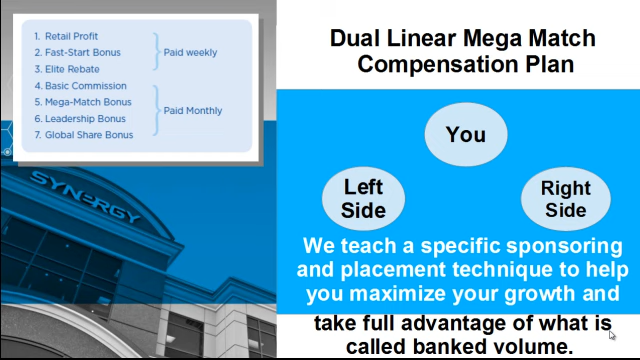 1. Retail Profit
2. Fast-Start Bonus
3. Elite Rebate
Paid weekly
4. Basic Commission
5. Mega-Match Bonus
6. Leadership Bonus
7. Global Share Bonus
Paid Monthly
SYNERGY
Dual Linear Mega Match
Compensation Plan
You
Left
Side
Right
Side
We teach a specific sponsoring
and placement technique to help
you maximize your growth and
take full advantage of what is
called banked volume.